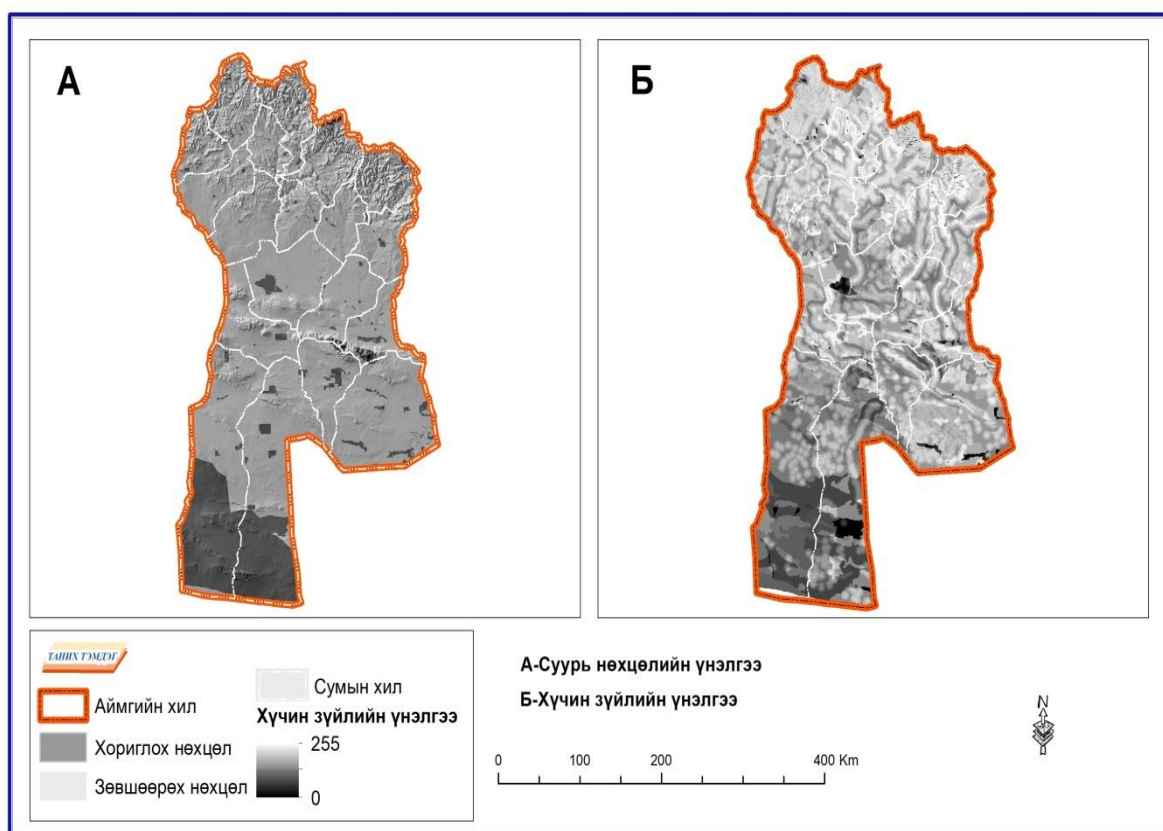 А
Б
ТАНИХ ТЭМДЭГ
Аймгийн хил
Хориглох нөхцөл
Зөвшөөрөх нөхцөл
Сумын хил
Хүчин зүйлийн үнэлгээ
255
0
А-Суурь нөхцөлийн үнэлгээ
Б-Хүчин зүйлийн үнэлгээ
0 100 200 400 Km
N